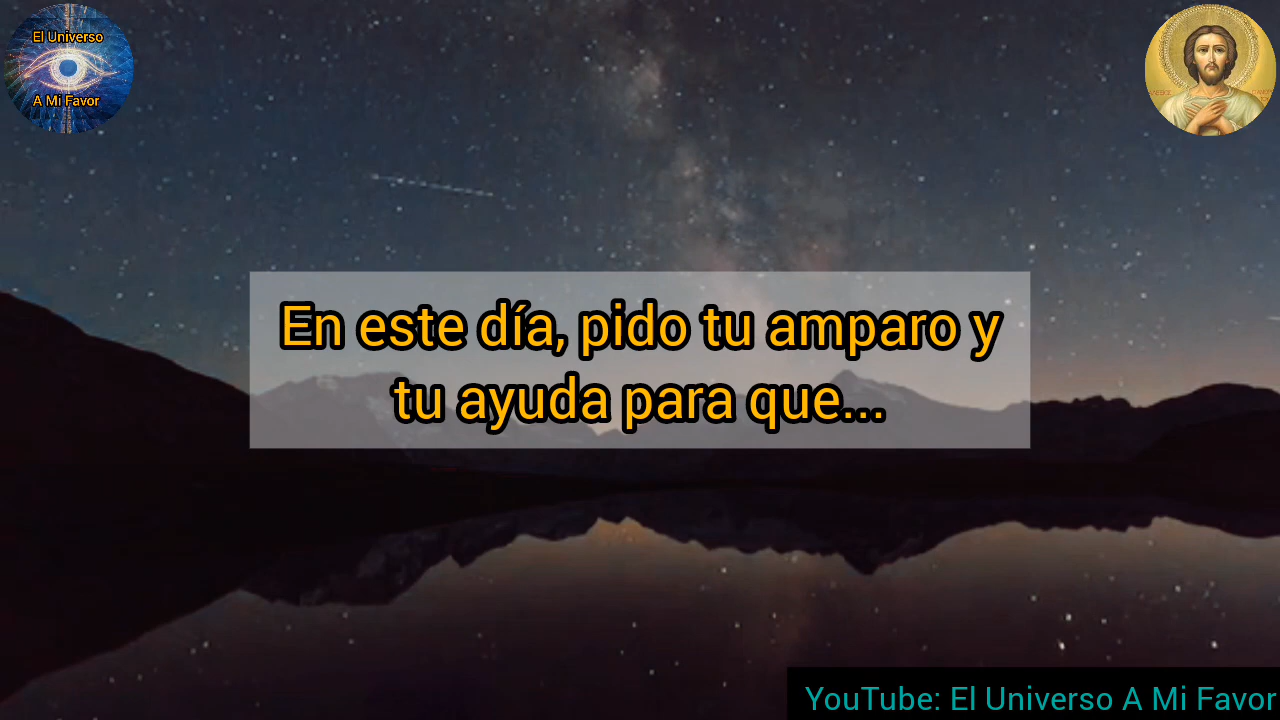 El Universo
A Mi Favor
En este día, pido tu amparo y
tu ayuda para que...
YouTube: El Universo A Mi Favor